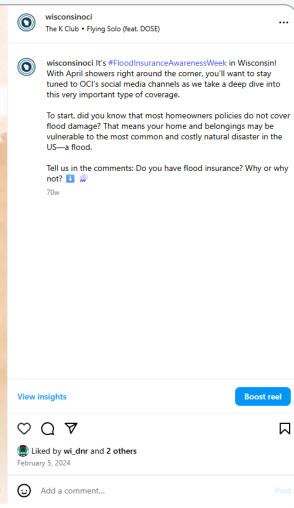 wisconsinoci
The K Club • Flying Solo (feat. DOSE)
wisconsinoci It's #FloodInsuranceAwarenessWeek in Wisconsin!
With April showers right around the corner, you'll want to stay
tuned to OCI's social media channels as we take a deep dive into
this very important type of coverage.
To start, did you know that most homeowners policies do not cover
flood damage? That means your home and belongings may be
vulnerable to the most common and costly natural disaster in the
US—a flood.
Tell us in the comments: Do you have flood insurance? Why or why
not? ⬇️
70w
View insights
Boost reel
Liked by wi_dnr and 2 others
February 5, 2024
Add a comment...
Post